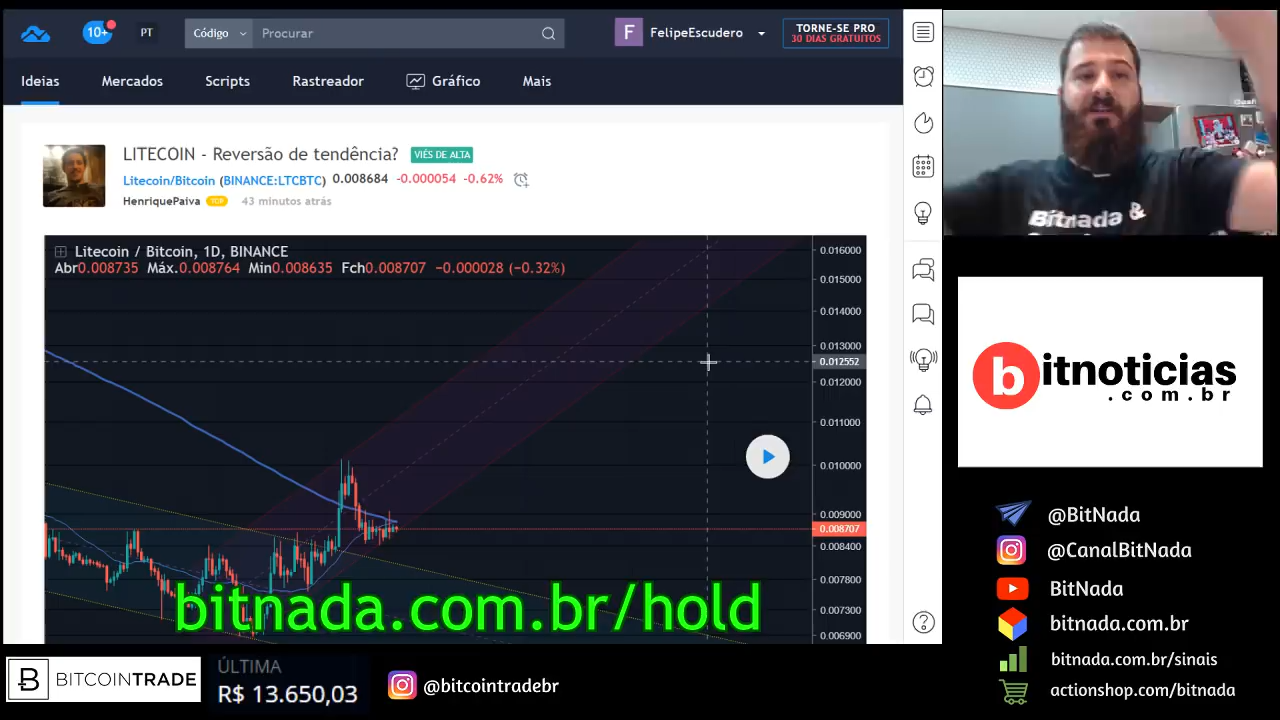 10+
PT
Código
Procurar
F
FelipeEscudero
TORNE-SE PRO
30 DIAS GRATUITOS
Ideias
Mercados
Scripts
Rastreador
Gráfico
Mais
LITECOIN - Reversão de tendência?
VIÉS DE ALTA
Litecoin/Bitcoin (BINANCE:LTCBTC) 0.008684 -0.000054 -0.62%
HenriquePaiva TOP 43 minutos atrás
Litecoin / Bitcoin, 1D, BINANCE
Abr0.008735 Máx.0.008764 Mín0.008635 Fch0.008707 −0.000028 (−0.32%)
0.016000
0.015000
0.014000
0.013000
0.012552
0.012000
0.011000
0.010000
0.009000
0.008707
0.008400
0.007800
0.007300
0.006900
bitnada.com.br/hold
Bitnada &
bitnoticias
.com.br
@BitNada
@CanalBitNada
BitNada
bitnada.com.br
bitnada.com.br/sinais
actionshop.com/bitnada
B BITCOINTRADE
ÚLTIMA
R$ 13.650,03
@bitcointradebr